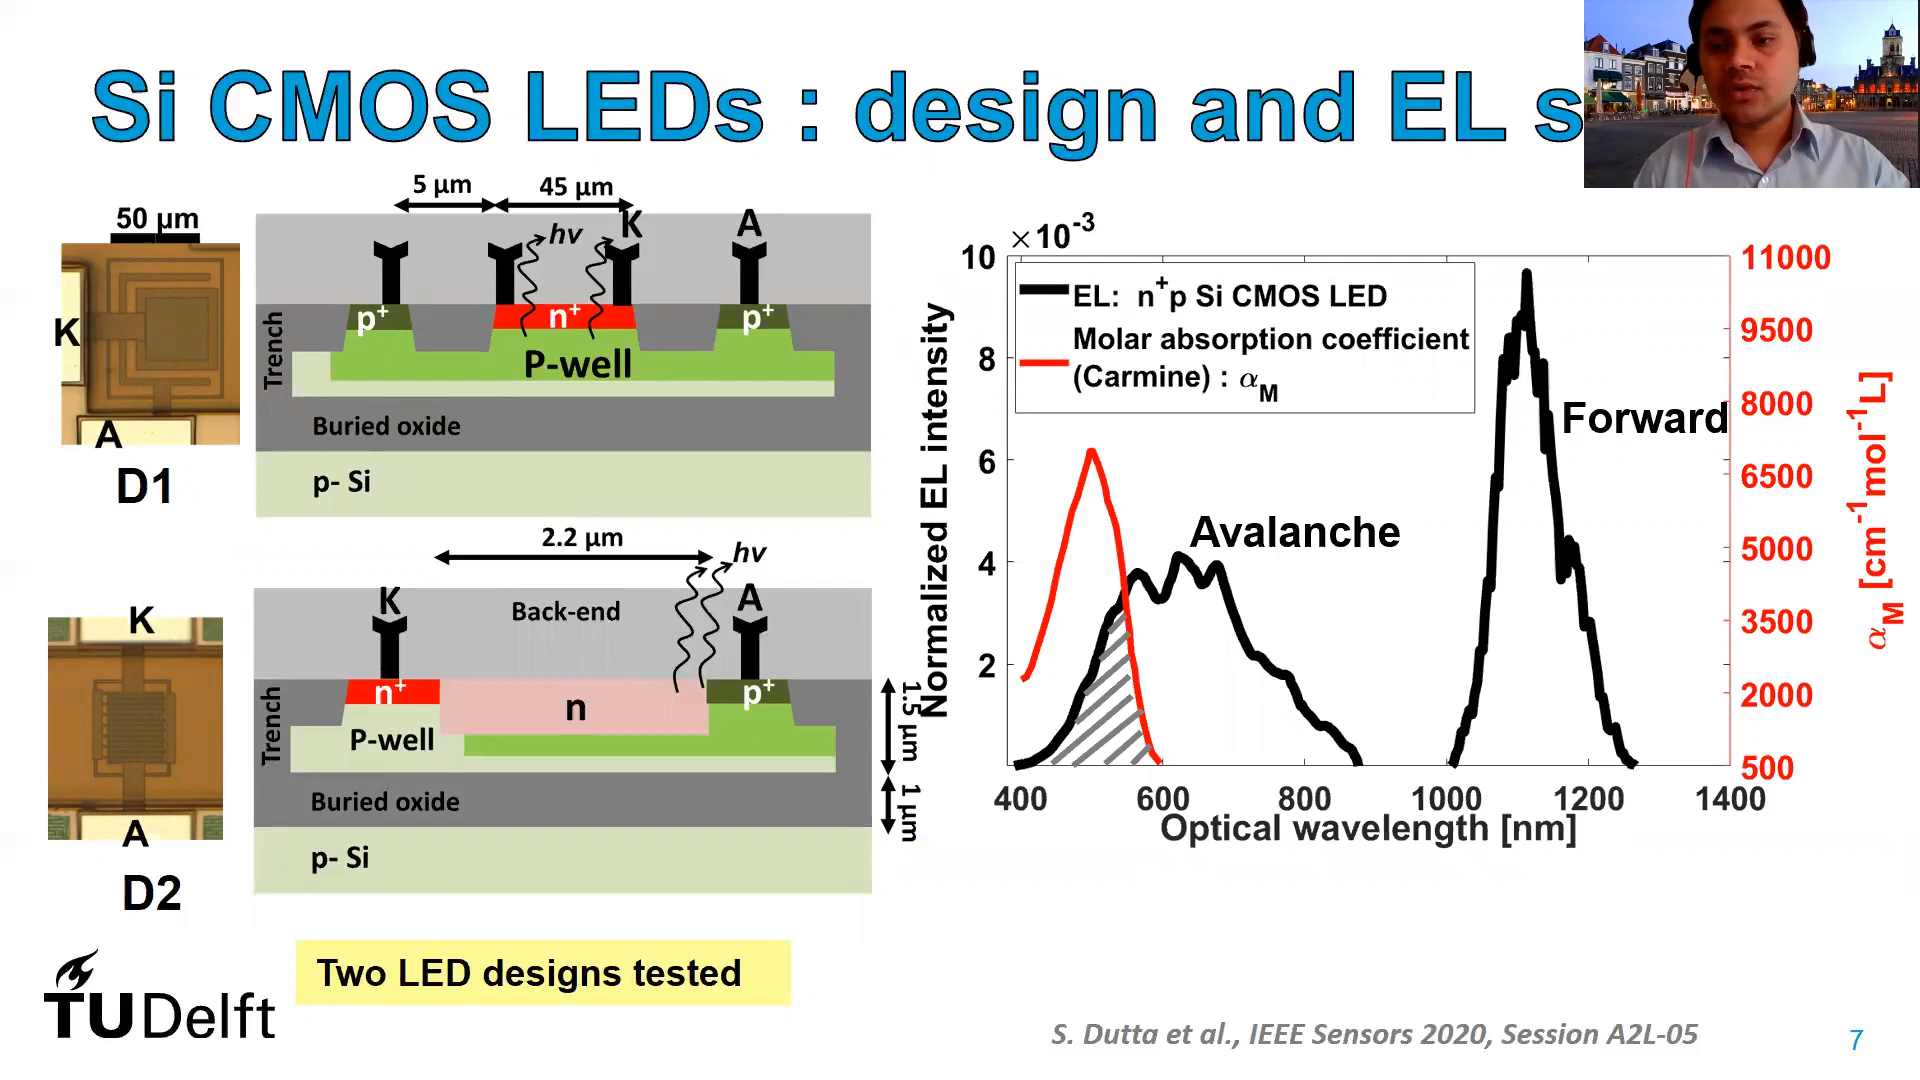 Si CMOS LEDs : design and EL s
5 µm
45 µm
50 µm
K
A
D1
hv
K
A
Trench
p+
n+
p+
P-well
Buried oxide
p- Si
2.2 µm
hv
K
A
D2
K
Back-end
A
Trench
n+
n
p+
P-well
1.5 µm
Buried oxide
1 µm
p- Si
Two LED designs tested
TUDelft
×10-3
10
8
6
4
2
Normalized EL intensity
EL: n+p Si CMOS LED
Molar absorption coefficient
(Carmine) : αM
Avalanche
Forward
11000
9500
8000
6500
5000
3500
2000
500
αM [cm-1mol-1L]
400 600 800 1000 1200 1400
Optical wavelength [nm]
S. Dutta et al., IEEE Sensors 2020, Session A2L-05
7